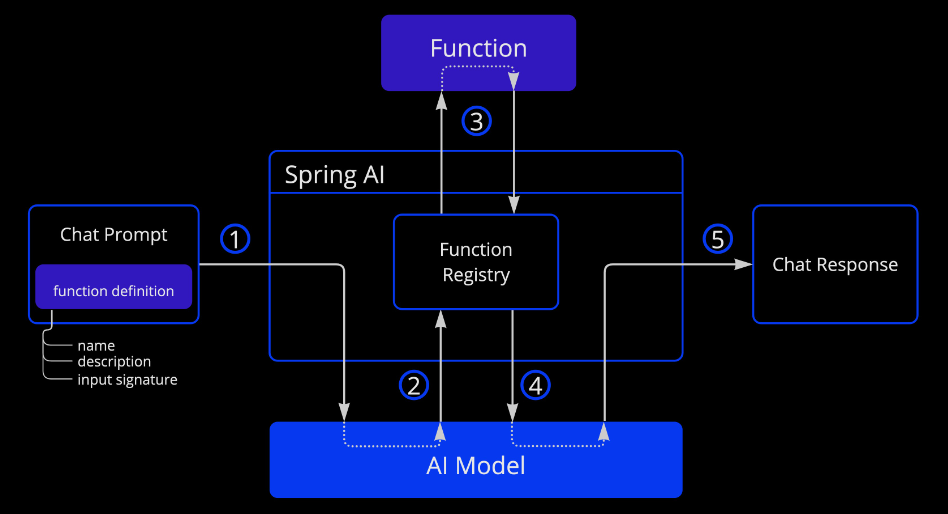 Function
3
Spring AI
Chat Prompt
function definition
name
description
input signature
1
Function
Registry
5
Chat Response
2
4
AI Model